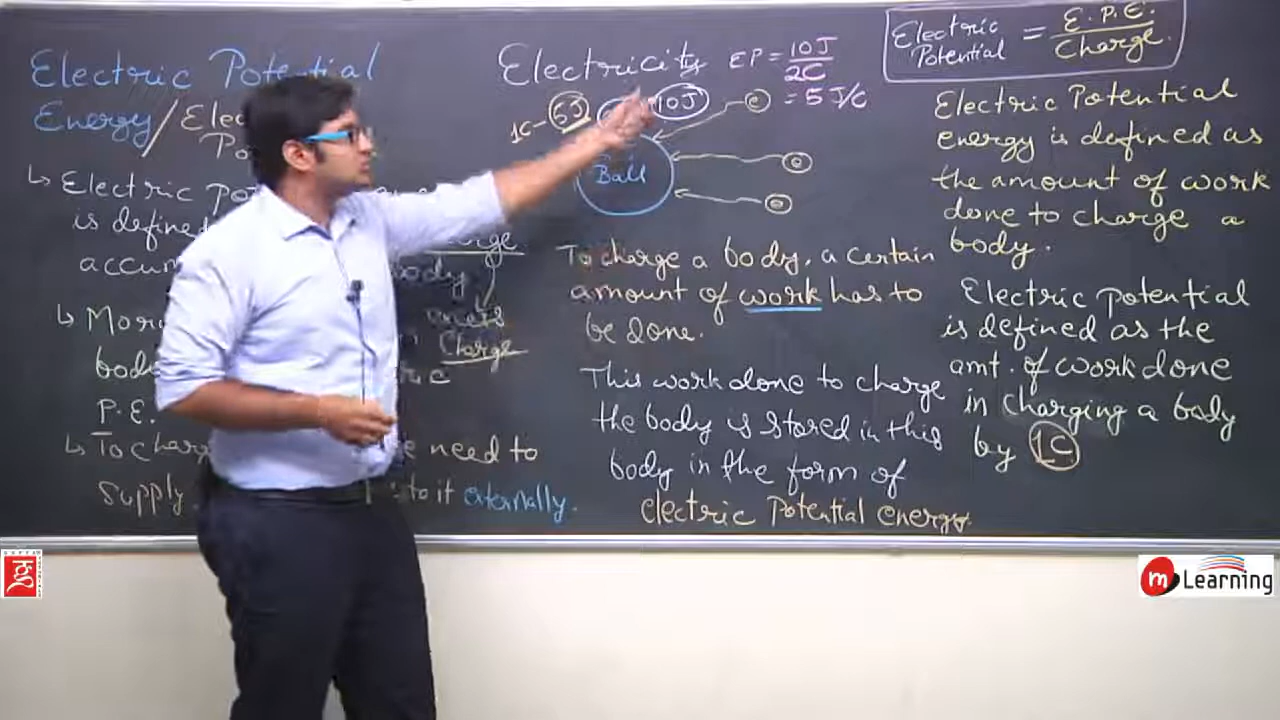 Electric Potential
Energy/Elec
Po
↳ Electric pot
is defined charge
accum body
↳ More
body Charge
P.E.
↳ To charg need to
Supply to it externally.
Electricity
EP = 10J
2C
= 5 J/C
1C - 5J 10J
e
e
e
Ball
To charge a body, a certain
amount of work has to
be done.
This work done to charge
the body is stored in this
body in the form of
electric Potential energy.
Electric
Potential = E.P.E.
Charge
Electric Potential
energy is defined as
the amount of work
done to charge a
body.
Electric potential
is defined as the
amt. of work done
in charging a body
by 1C
m Learning